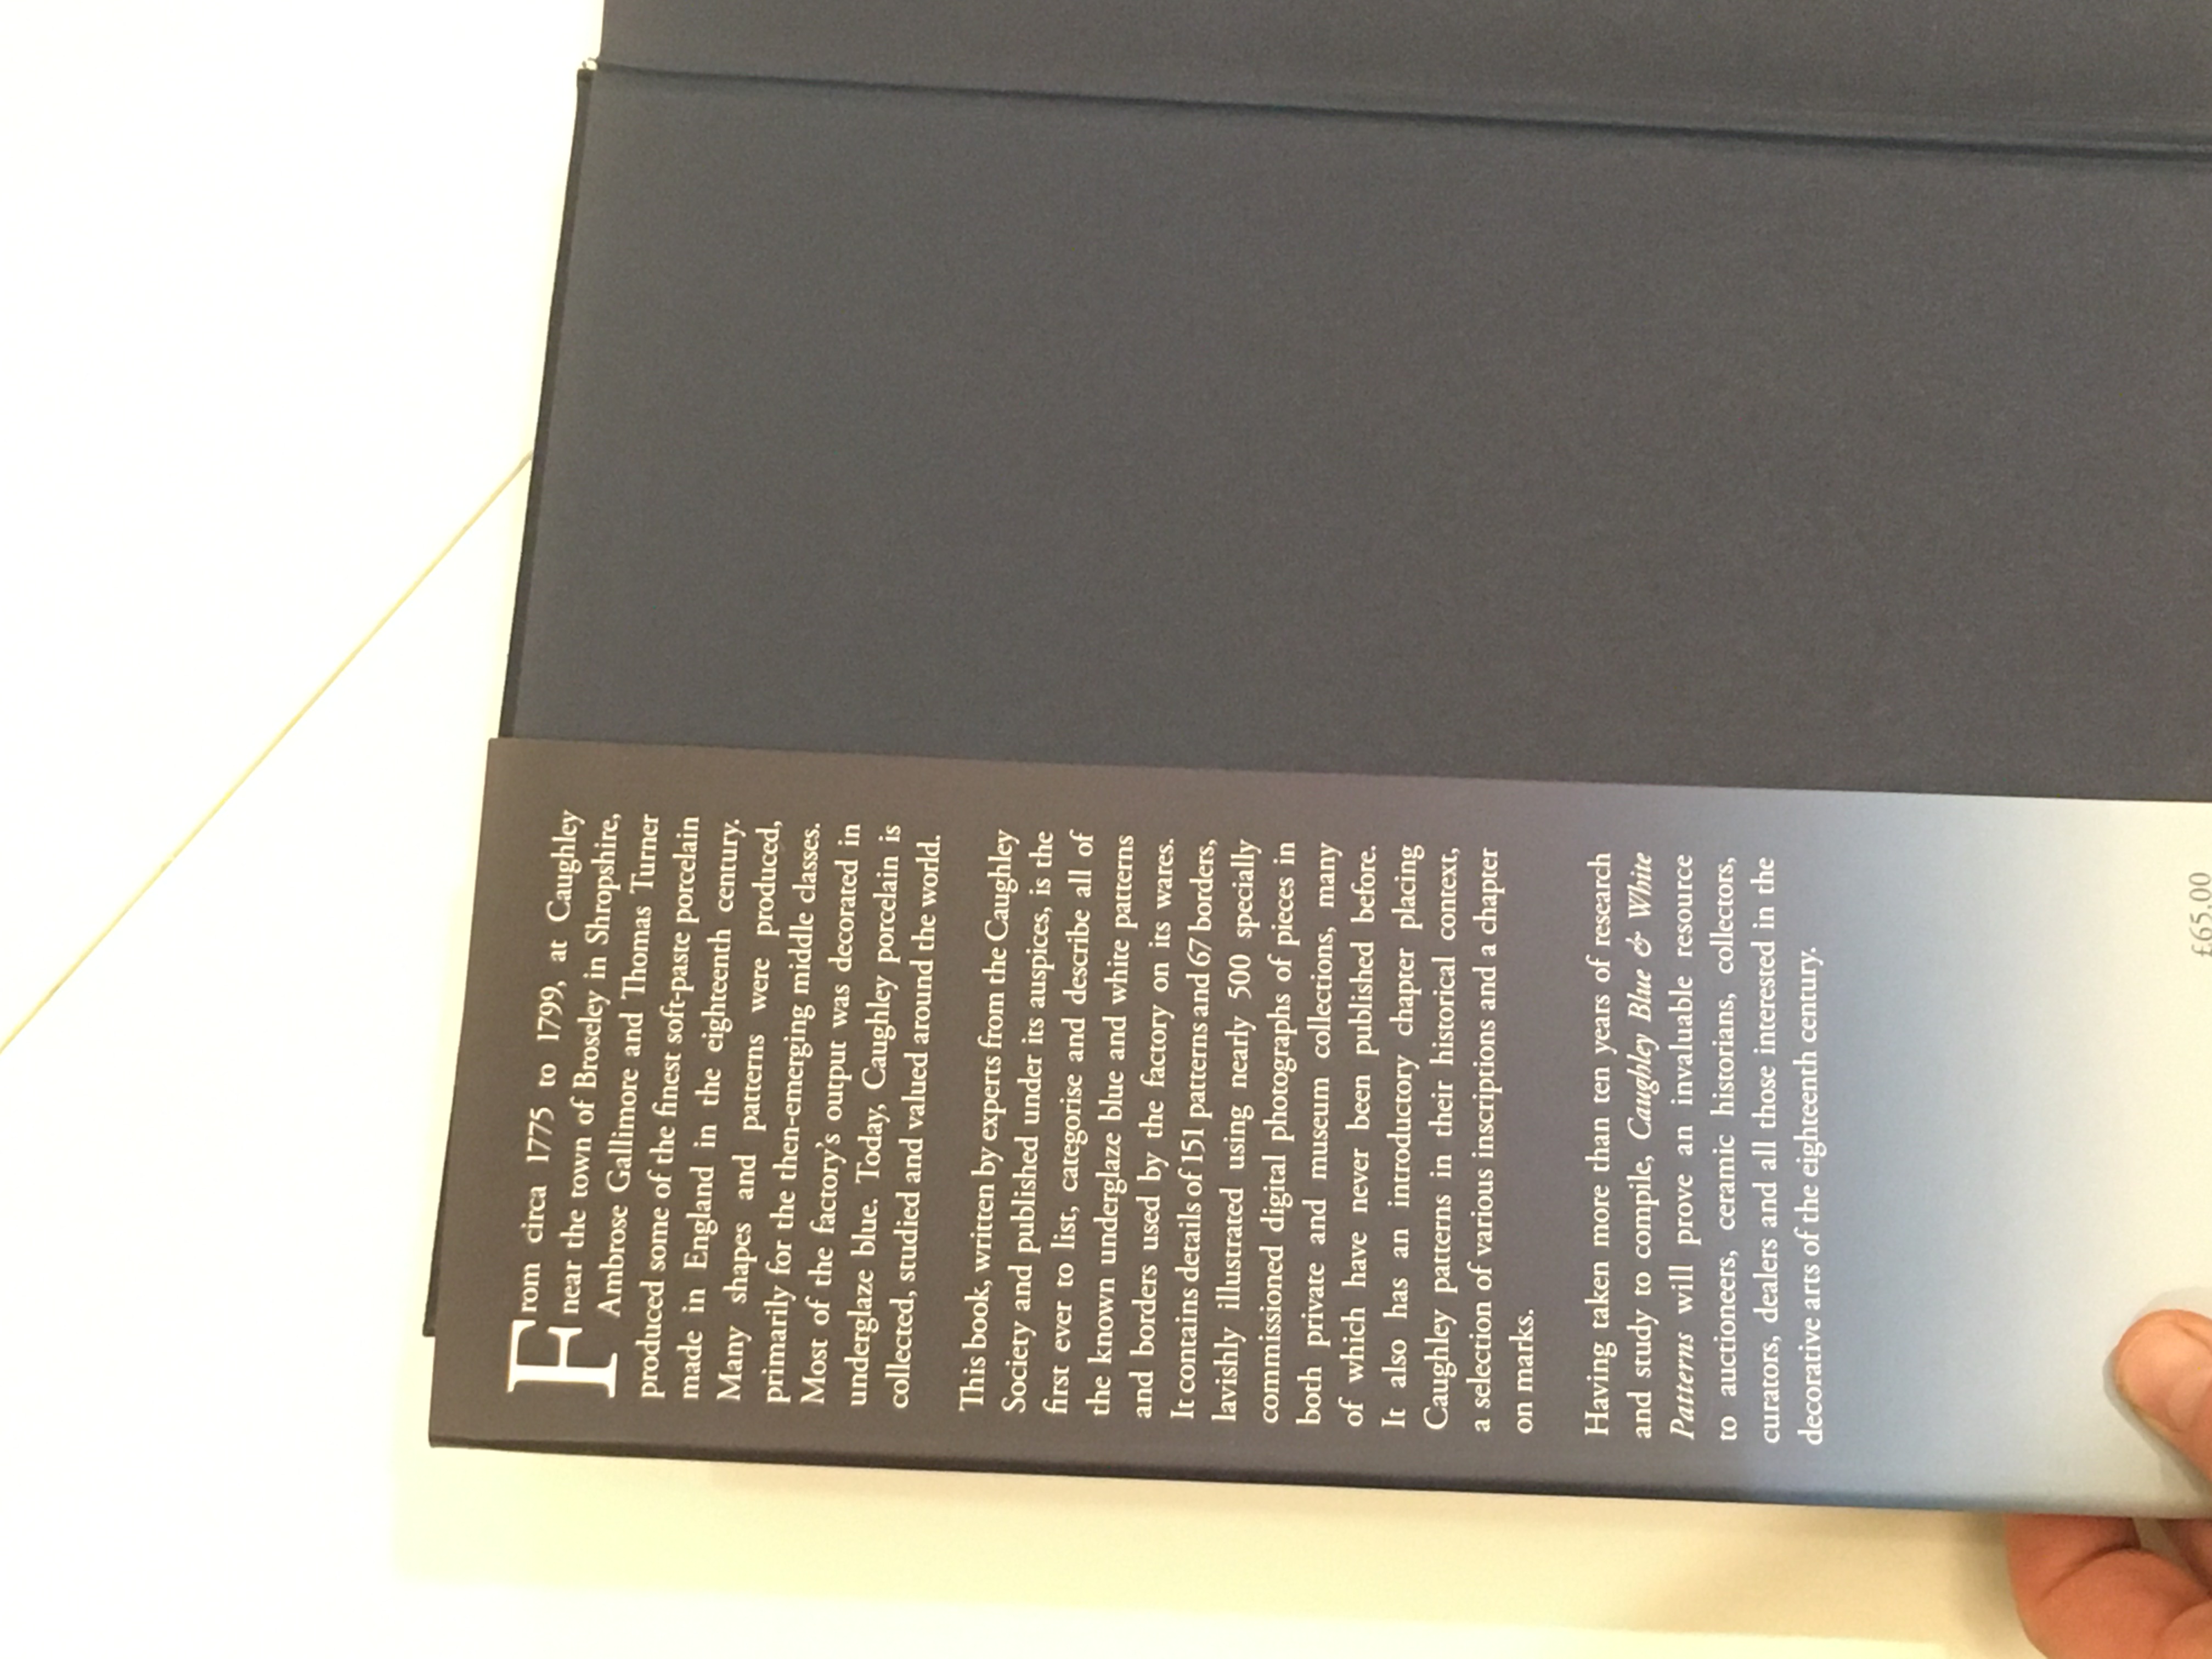 From circa 1775 to 1799, at Caughley
near the town of Broseley in Shropshire,
Ambrose Gallimore and Thomas Turner
produced some of the finest soft-paste porcelain
made in England in the eighteenth century.
Many shapes and patterns were produced,
primarily for the then-emerging middle classes.
Most of the factory's output was decorated in
underglaze blue. Today, Caughley porcelain is
collected, studied and valued around the world.
This book, written by experts from the Caughley
Society and published under its auspices, is the
first ever to list, categorise and describe all of
the known underglaze blue and white patterns
and borders used by the factory on its wares.
It contains details of 151 patterns and 67 borders,
lavishly illustrated using nearly 500 specially
commissioned digital photographs of pieces in
both private and museum collections, many
of which have never been published before.
It also has an introductory chapter placing
Caughley patterns in their historical context,
a selection of various inscriptions and a chapter
on marks.
Having taken more than ten years of research
and study to compile, Caughley Blue & White
Patterns will prove an invaluable resource
to auctioneers, ceramic historians, collectors,
curators, dealers and all those interested in the
decorative arts of the eighteenth century.
£65.00